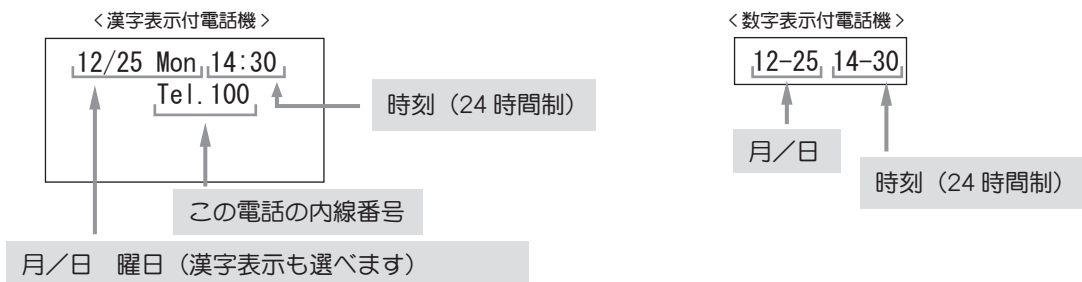 ＜漢字表示付電話機＞
12/25 Mon 14:30
Tel.100
時刻（24 時間制）
この電話の内線番号
月／日　曜日（漢字表示も選べます）
＜数字表示付電話機＞
12-25 14-30
月／日
時刻（24 時間制）